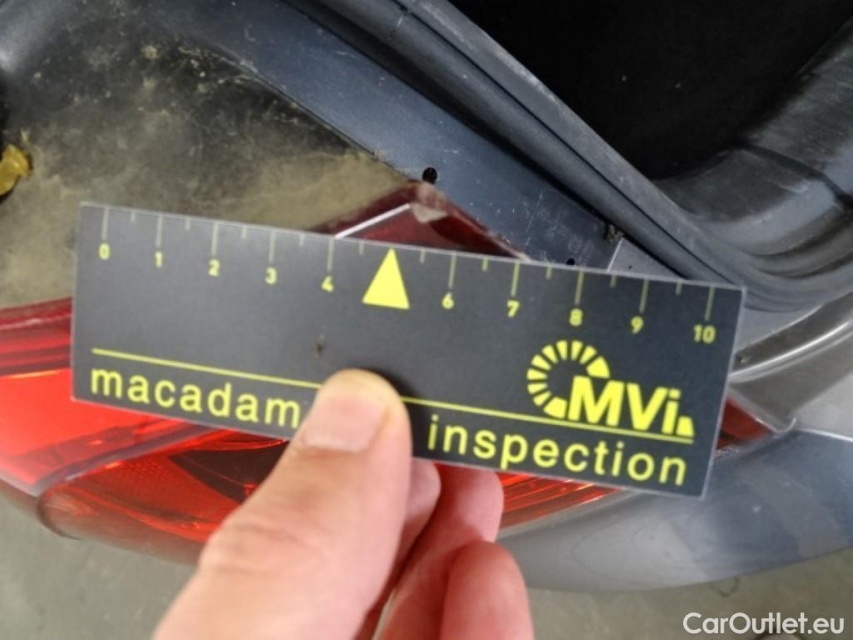 0 1 2 3 4 6 7 8 9 10
MVi
macadam inspection
CarOutlet.eu